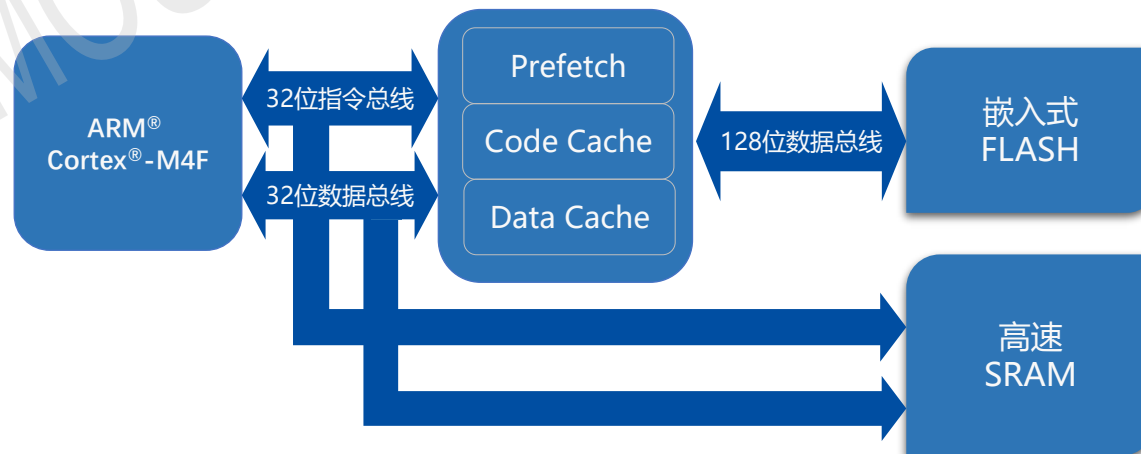 ARM®
Cortex®-M4F
32位指令总线
32位数据总线
Prefetch
Code Cache
Data Cache
128位数据总线
嵌入式
FLASH
高速
SRAM